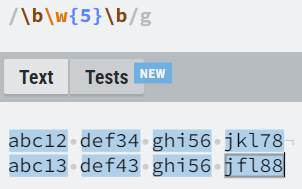 /\b\w{5}\b/g
Text Tests NEW
abc12 def34 ghi56 jkl78
abc13 def43 ghi56 jfl88